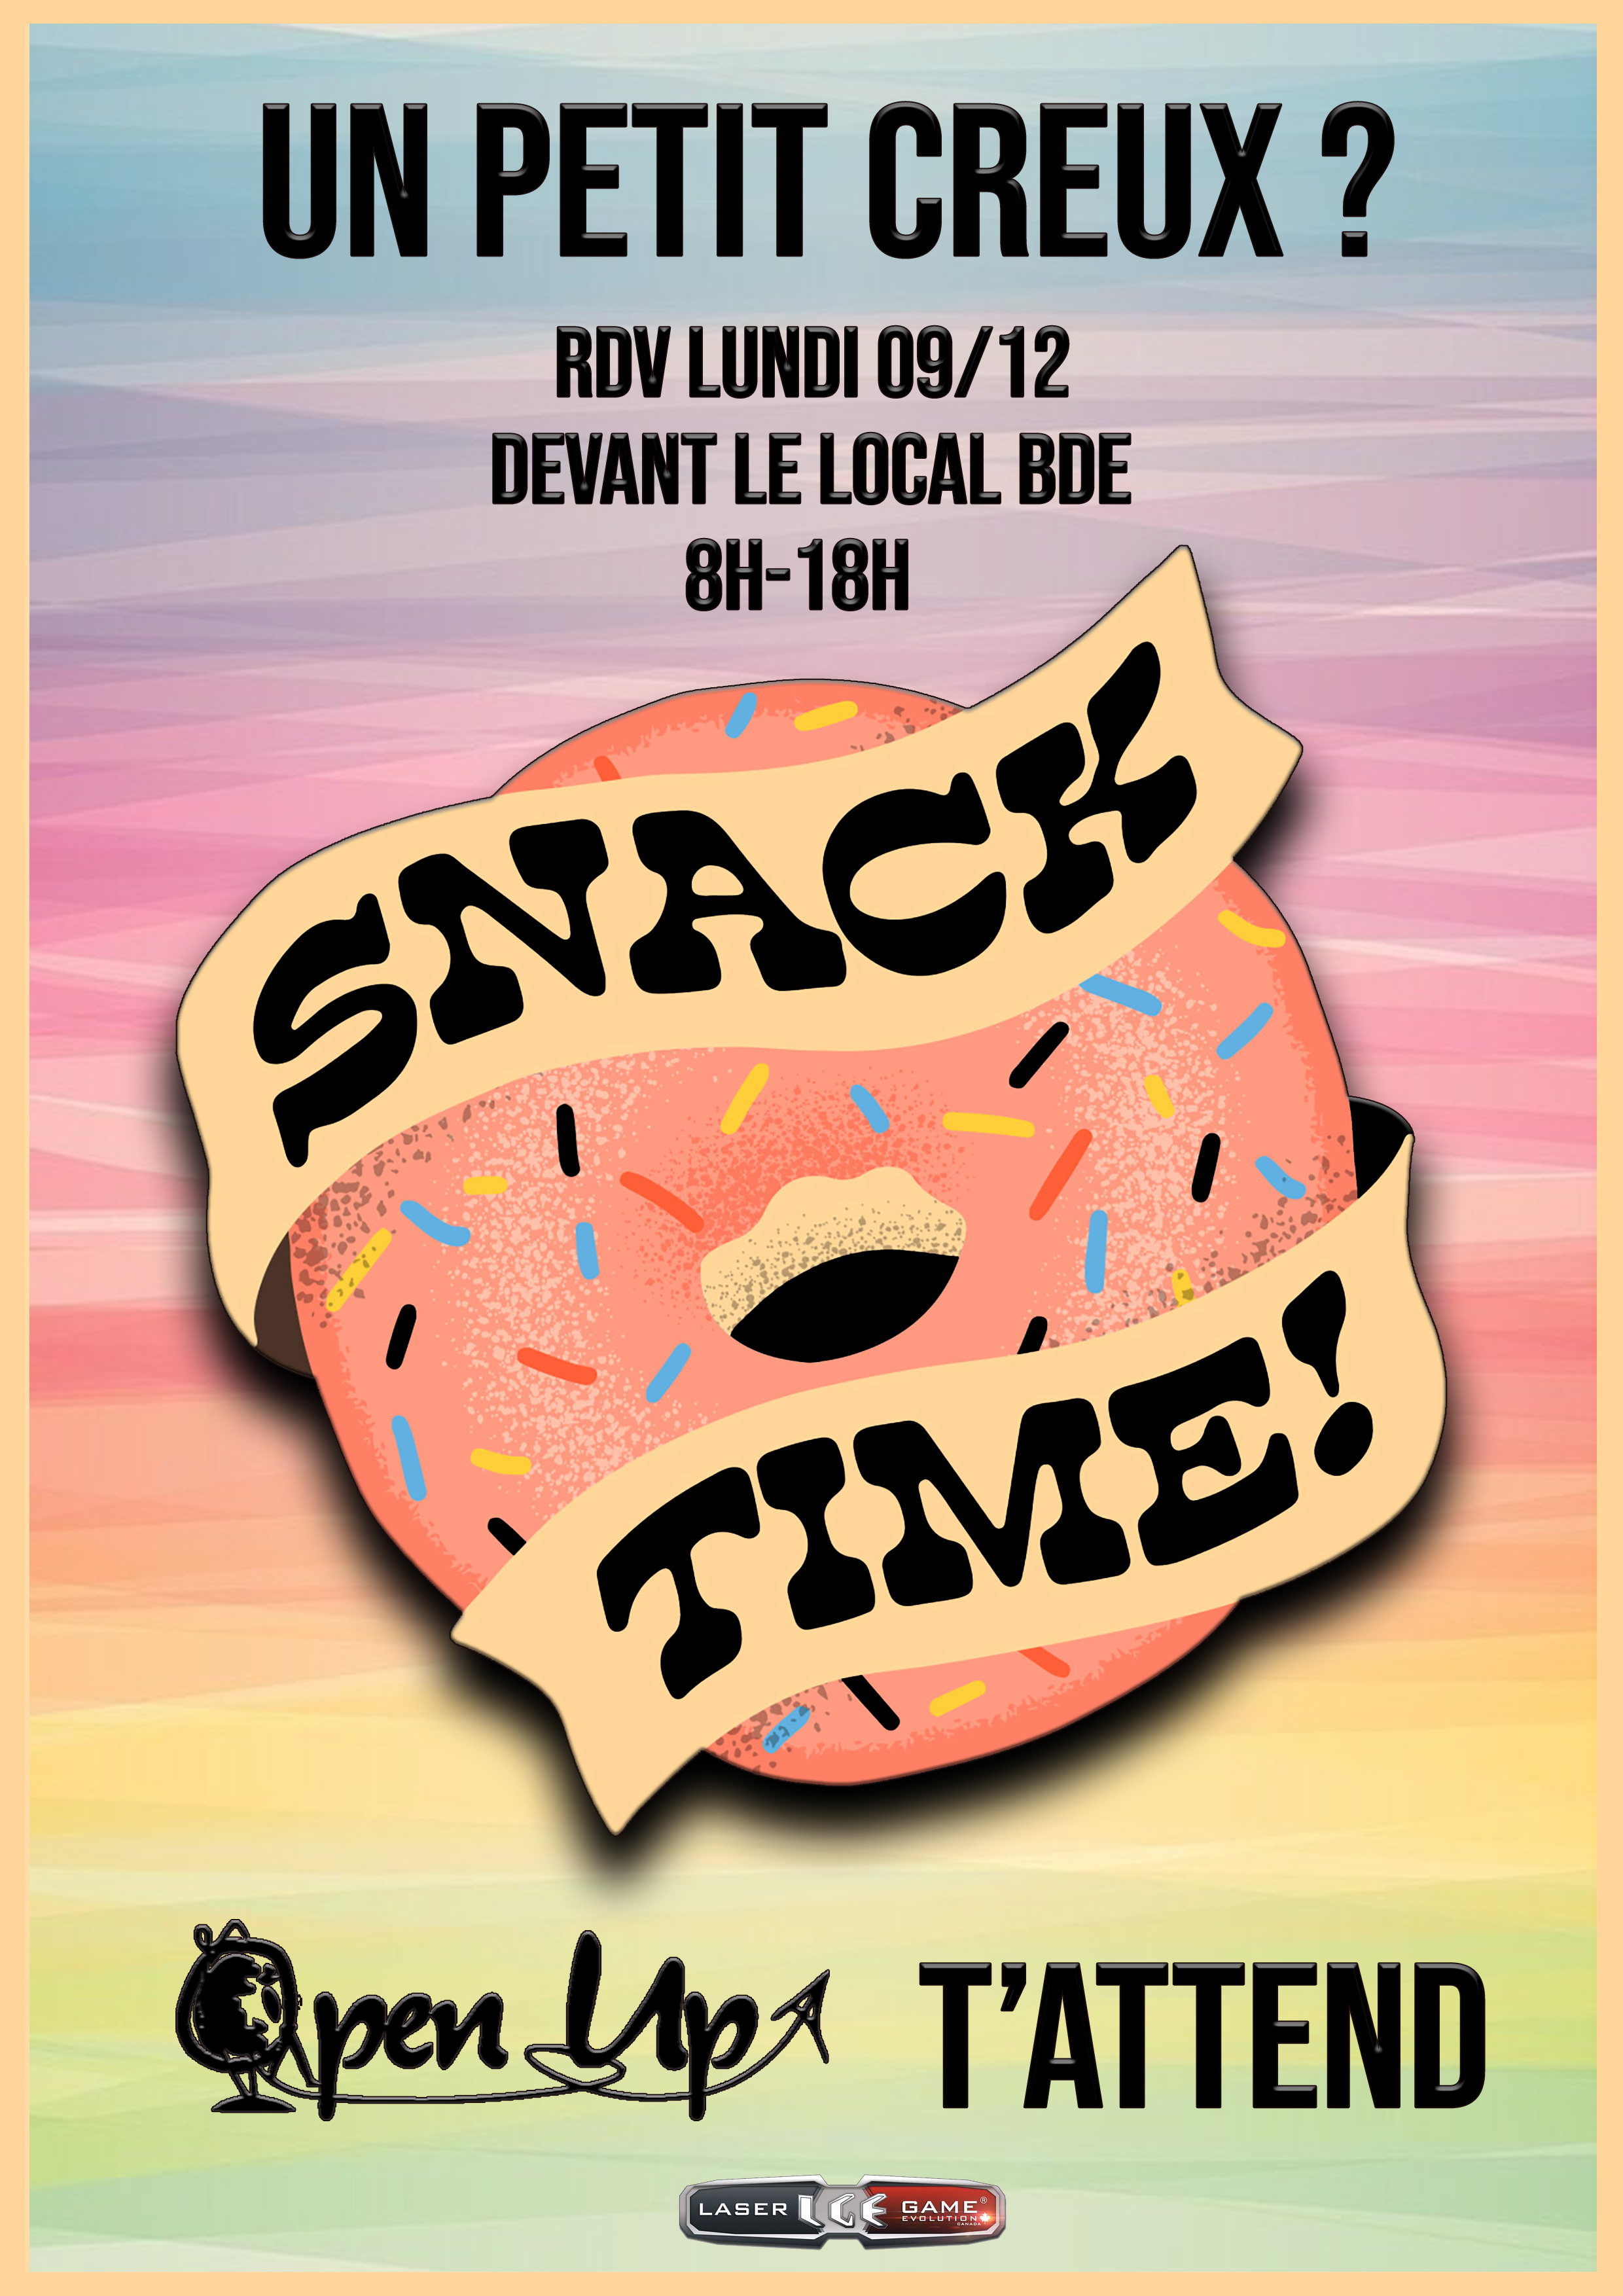 UN PETIT CREUX ?
RDV LUNDI 09/12
DEVANT LE LOCAL BDE
8H-18H
SNACK
TIME!
Open Up T'ATTEND
LASER LGE GAME®
EVOLUTION
CANADA